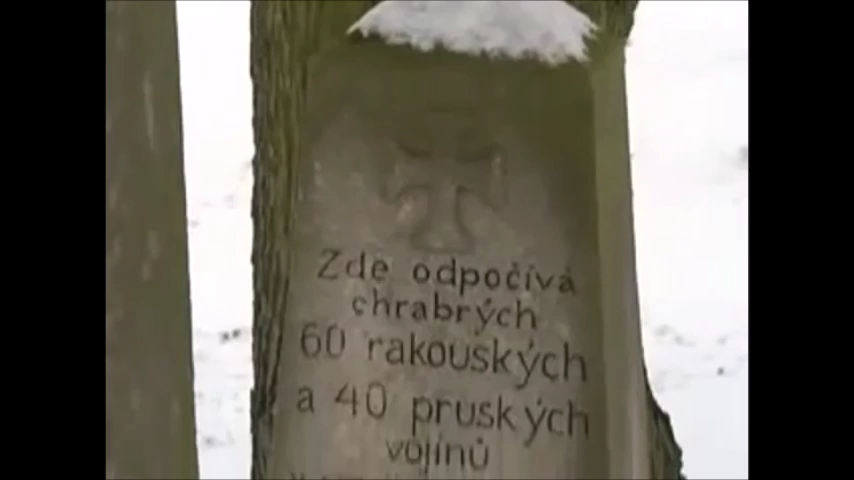 Zde odpočívá
chrabrých
60 rakouských
a 40 pruských
vojínů